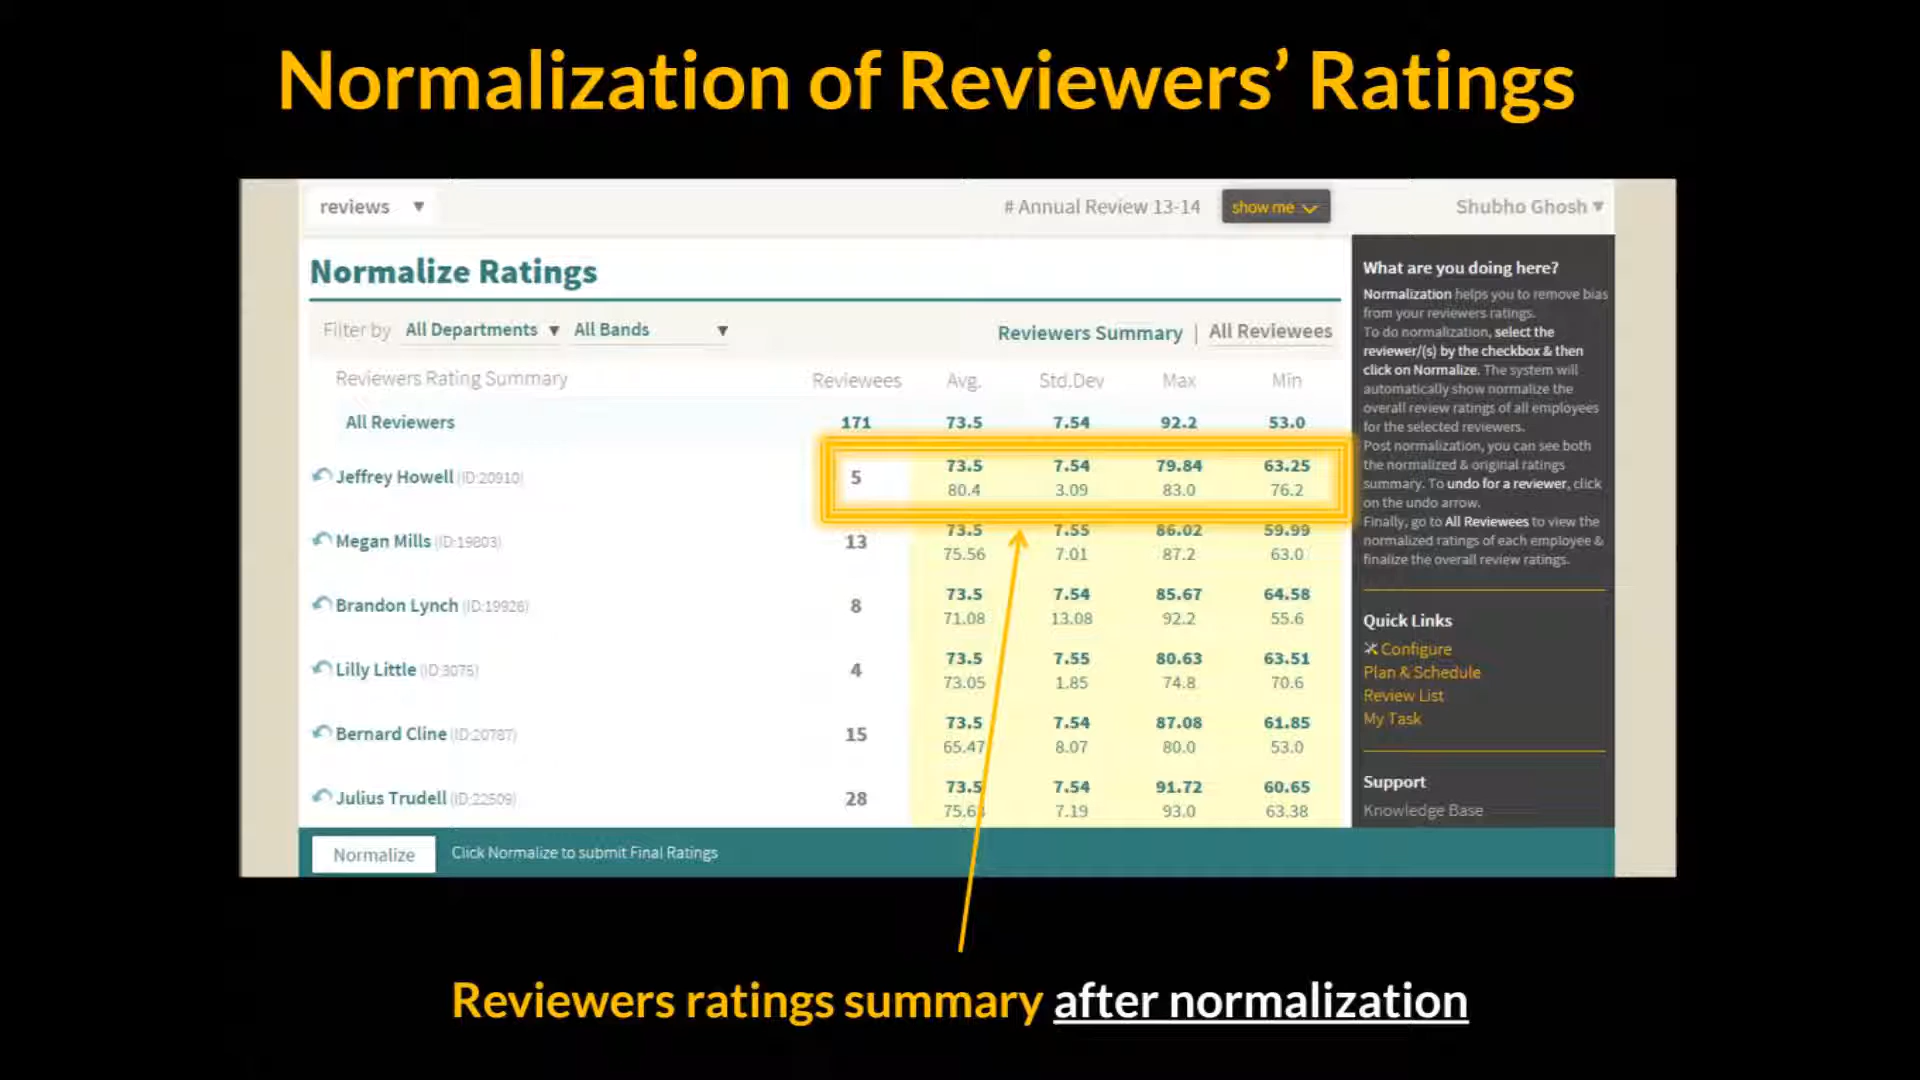 Normalization of Reviewers’ Ratings
reviews ▼ # Annual Review 13-14 show me Shubho Ghosh ▼
Normalize Ratings
Filter by All Departments ▼ All Bands ▼ Reviewers Summary | All Reviewees
Reviewers Rating Summary Reviewees Avg. Std.Dev Max Min
All Reviewers 171 73.5 7.54 92.2 53.0
Jeffrey Howell (ID:20910) 5 73.5 7.54 79.84 63.25
80.4 3.09 83.0 76.2
Megan Mills (ID:19803) 13 73.5 7.55 86.02 59.99
75.56 7.01 87.2 63.0
Brandon Lynch (ID:19926) 8 73.5 7.54 85.67 64.58
71.08 13.08 92.2 55.6
Lilly Little (ID:3075) 4 73.5 7.55 80.63 63.51
73.05 1.85 74.8 70.6
Bernard Cline (ID:20787) 15 73.5 7.54 87.08 61.85
65.47 8.07 80.0 53.0
Julius Trudell (ID:22509) 28 73.5 7.54 91.72 60.65
7.19 93.0 63.38
Normalize Click Normalize to submit Final Ratings
What are you doing here?
Normalization helps you to remove bias
from your reviewers ratings.
To do normalization, select the
reviewer/(s) by the checkbox & then
click on Normalize. The system will
automatically show normalize the
overall review ratings of all employees
for the selected reviewers.
Post normalization, you can see both
the normalized & original ratings
summary. To undo for a reviewer, click
on the undo arrow.
Finally, go to All Reviewees to view the
normalized ratings of each employee &
finalize the overall review ratings.
Quick Links
Configure
Plan & Schedule
Review List
My Task
Support
Knowledge Base
Reviewers ratings summary after normalization